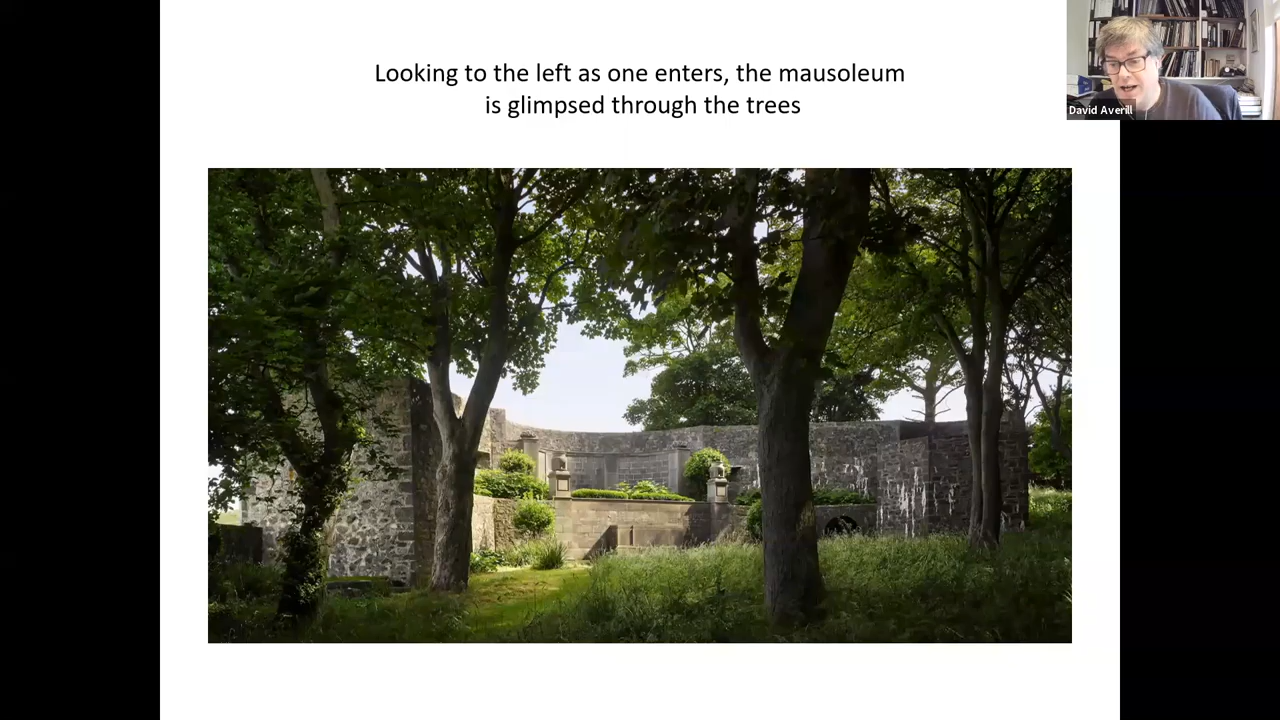 Looking to the left as one enters, the mausoleum
is glimpsed through the trees
David Averill